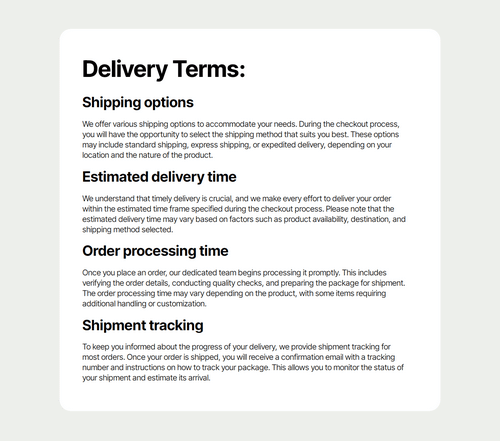 Delivery Terms:
Shipping options
We offer various shipping options to accommodate your needs. During the checkout process,
you will have the opportunity to select the shipping method that suits you best. These options
may include standard shipping, express shipping, or expedited delivery, depending on your
location and the nature of the product.
Estimated delivery time
We understand that timely delivery is crucial, and we make every effort to deliver your order
within the estimated time frame specified during the checkout process. Please note that the
estimated delivery time may vary based on factors such as product availability, destination, and
shipping method selected.
Order processing time
Once you place an order, our dedicated team begins processing it promptly. This includes
verifying the order details, conducting quality checks, and preparing the package for shipment.
The order processing time may vary depending on the product, with some items requiring
additional handling or customization.
Shipment tracking
To keep you informed about the progress of your delivery, we provide shipment tracking for
most orders. Once your order is shipped, you will receive a confirmation email with a tracking
number and instructions on how to track your package. This allows you to monitor the status of
your shipment and estimate its arrival.